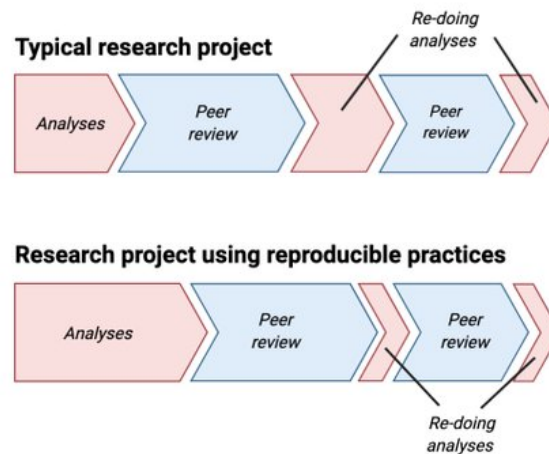 Re-doing
analyses
Typical research project
Analyses
Peer
review
Peer
review
Research project using reproducible practices
Analyses
Peer
review
Peer
review
Re-doing
analyses